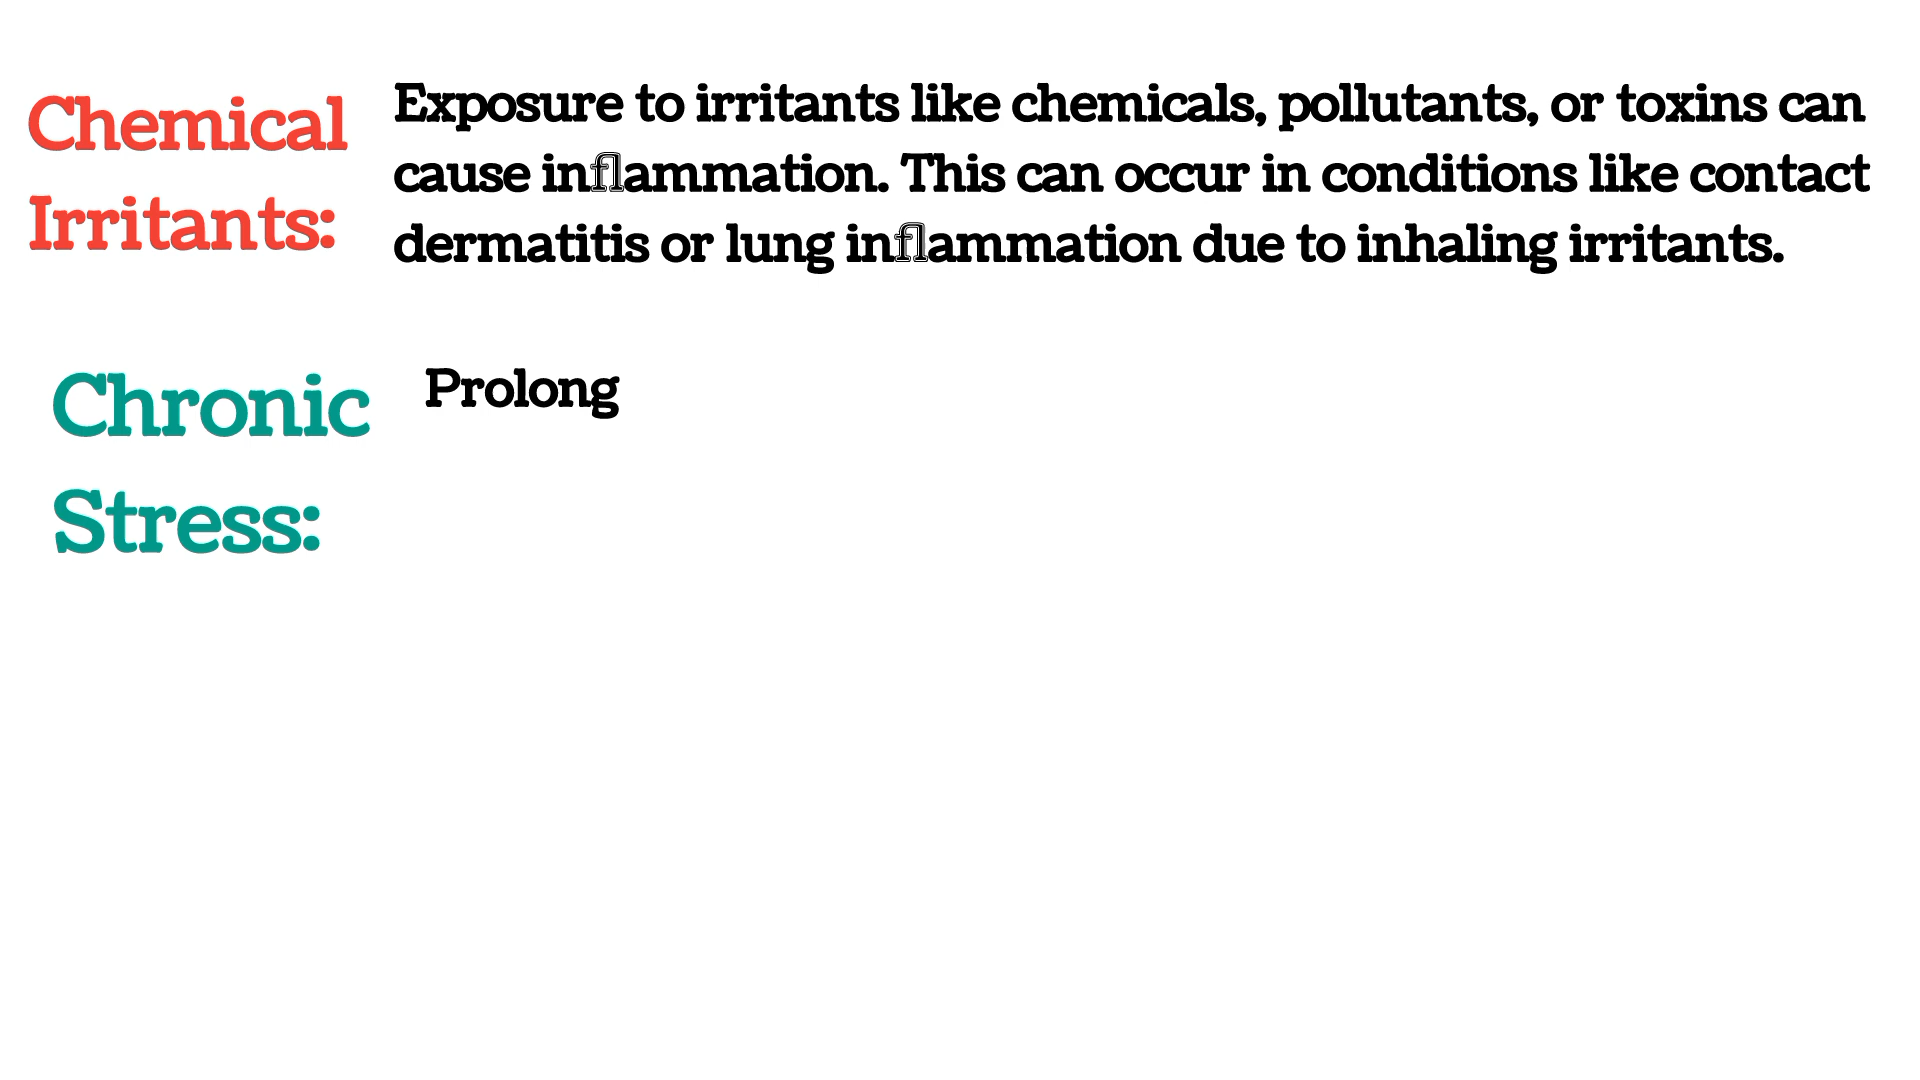 Chemical
Irritants:
Exposure to irritants like chemicals, pollutants, or toxins can
cause inflammation. This can occur in conditions like contact
dermatitis or lung inflammation due to inhaling irritants.
Chronic
Stress:
Prolong